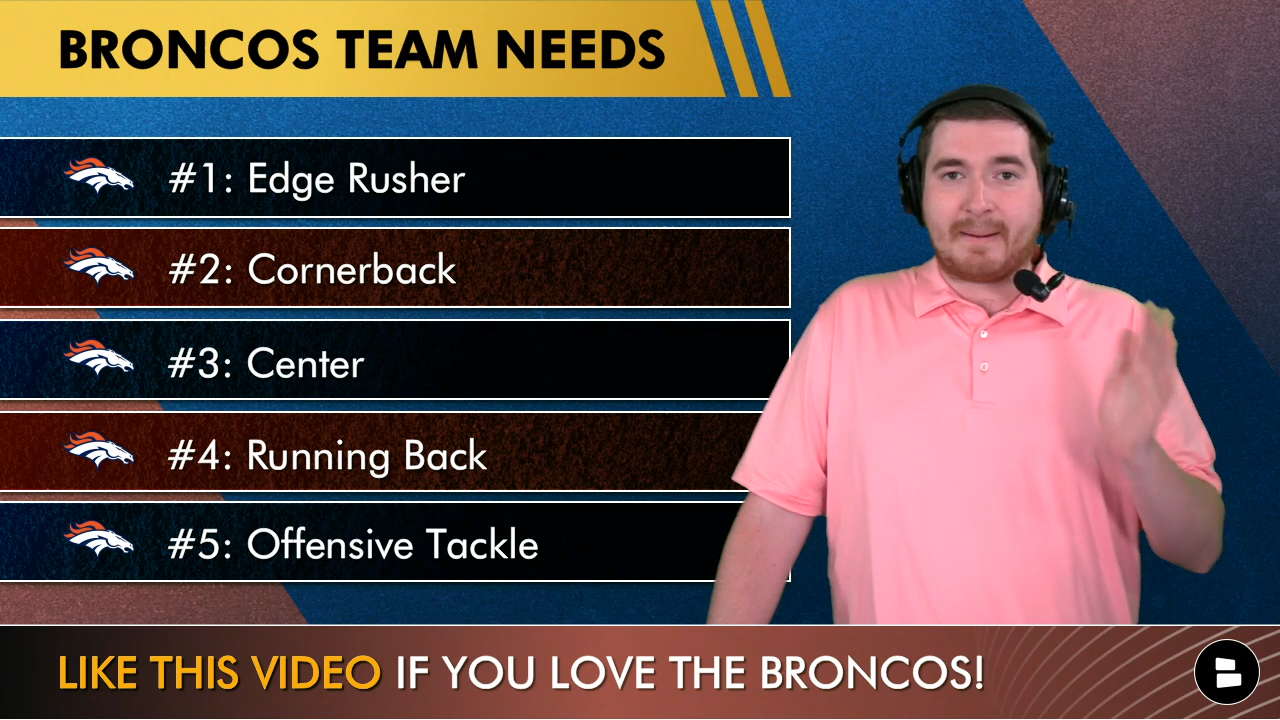 BRONCOS TEAM NEEDS
#1: Edge Rusher
#2: Cornerback
#3: Center
#4: Running Back
#5: Offensive Tackle
LIKE THIS VIDEO IF YOU LOVE THE BRONCOS!